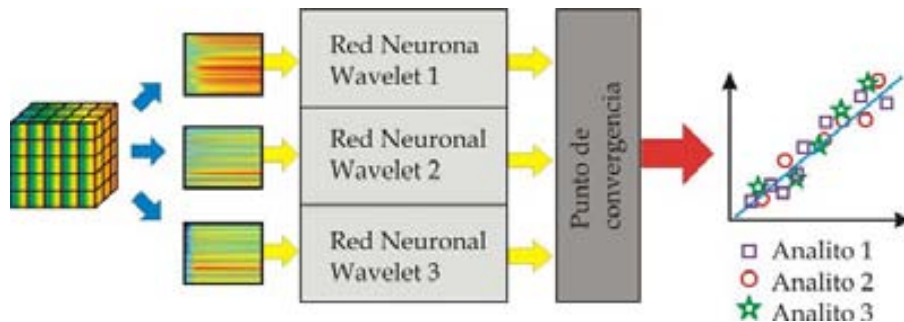 Red Neurona
Wavelet 1
Red Neuronal
Wavelet 2
Red Neuronal
Wavelet 3
Punto de
convergencia
Analito 1
Analito 2
Analito 3